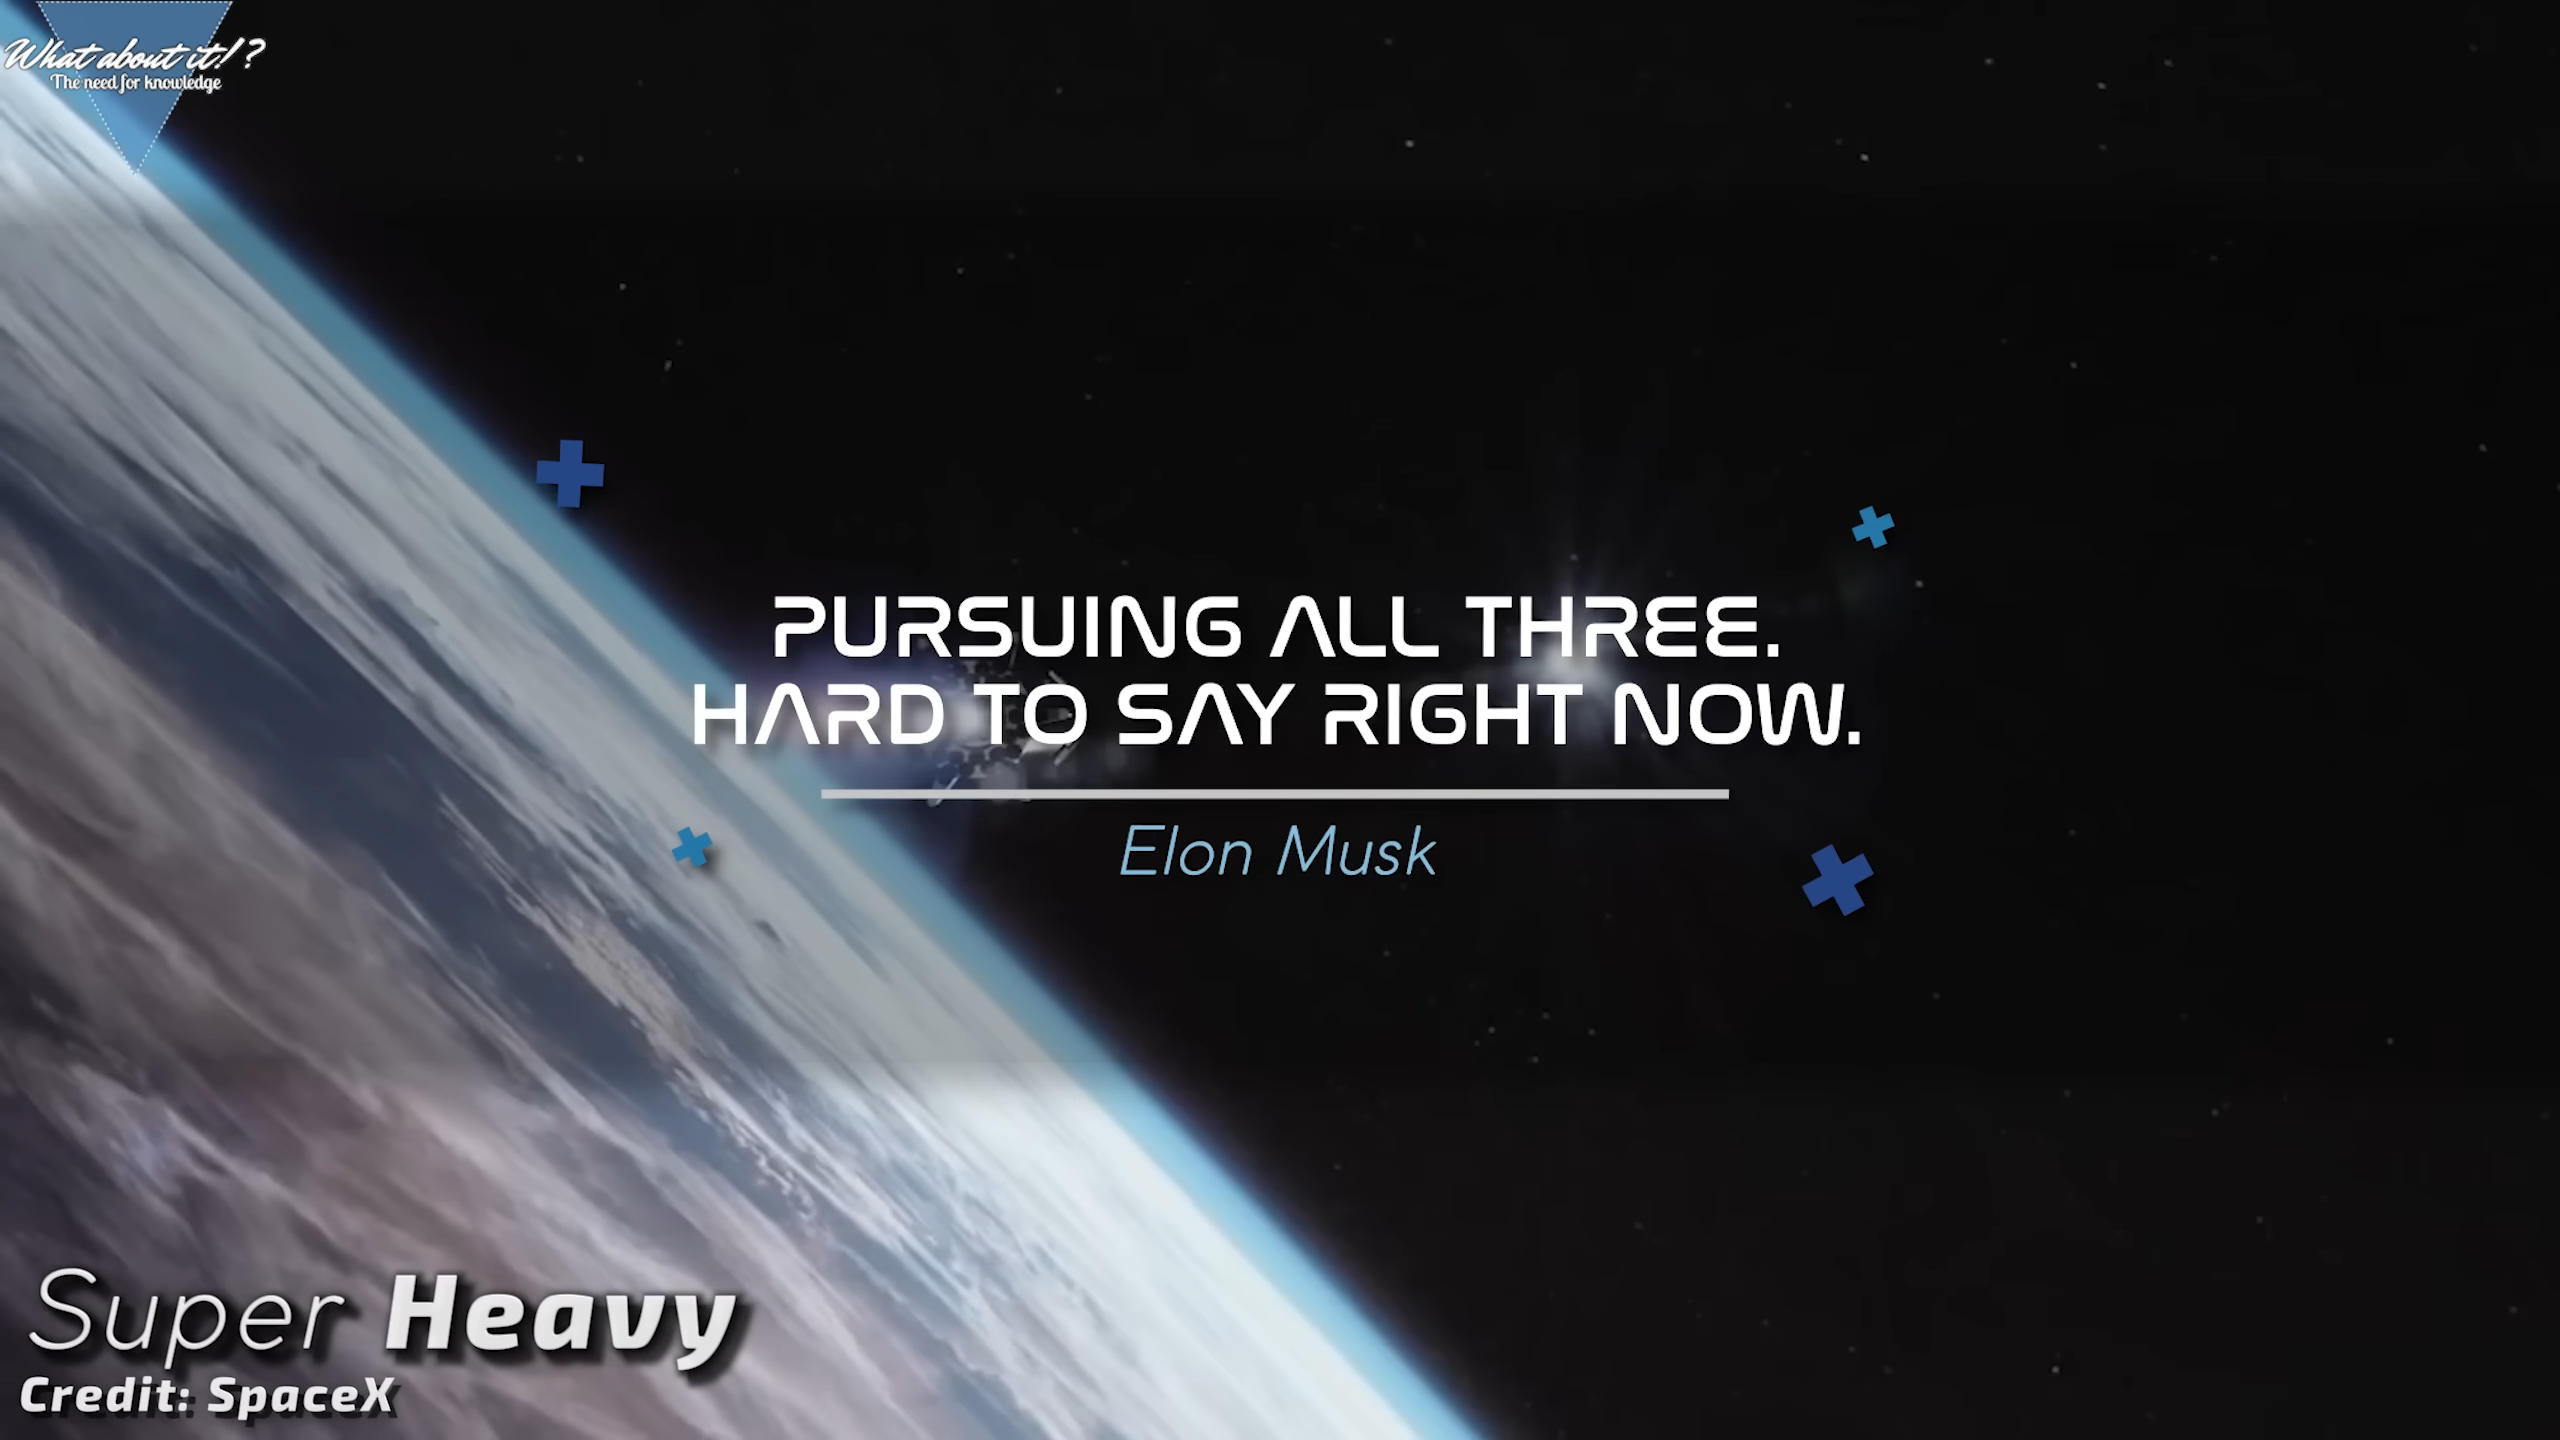 What about it!?
The need for knowledge
PURSUING ALL THREE.
HARD TO SAY RIGHT NOW.
Elon Musk
Super Heavy
Credit: SpaceX